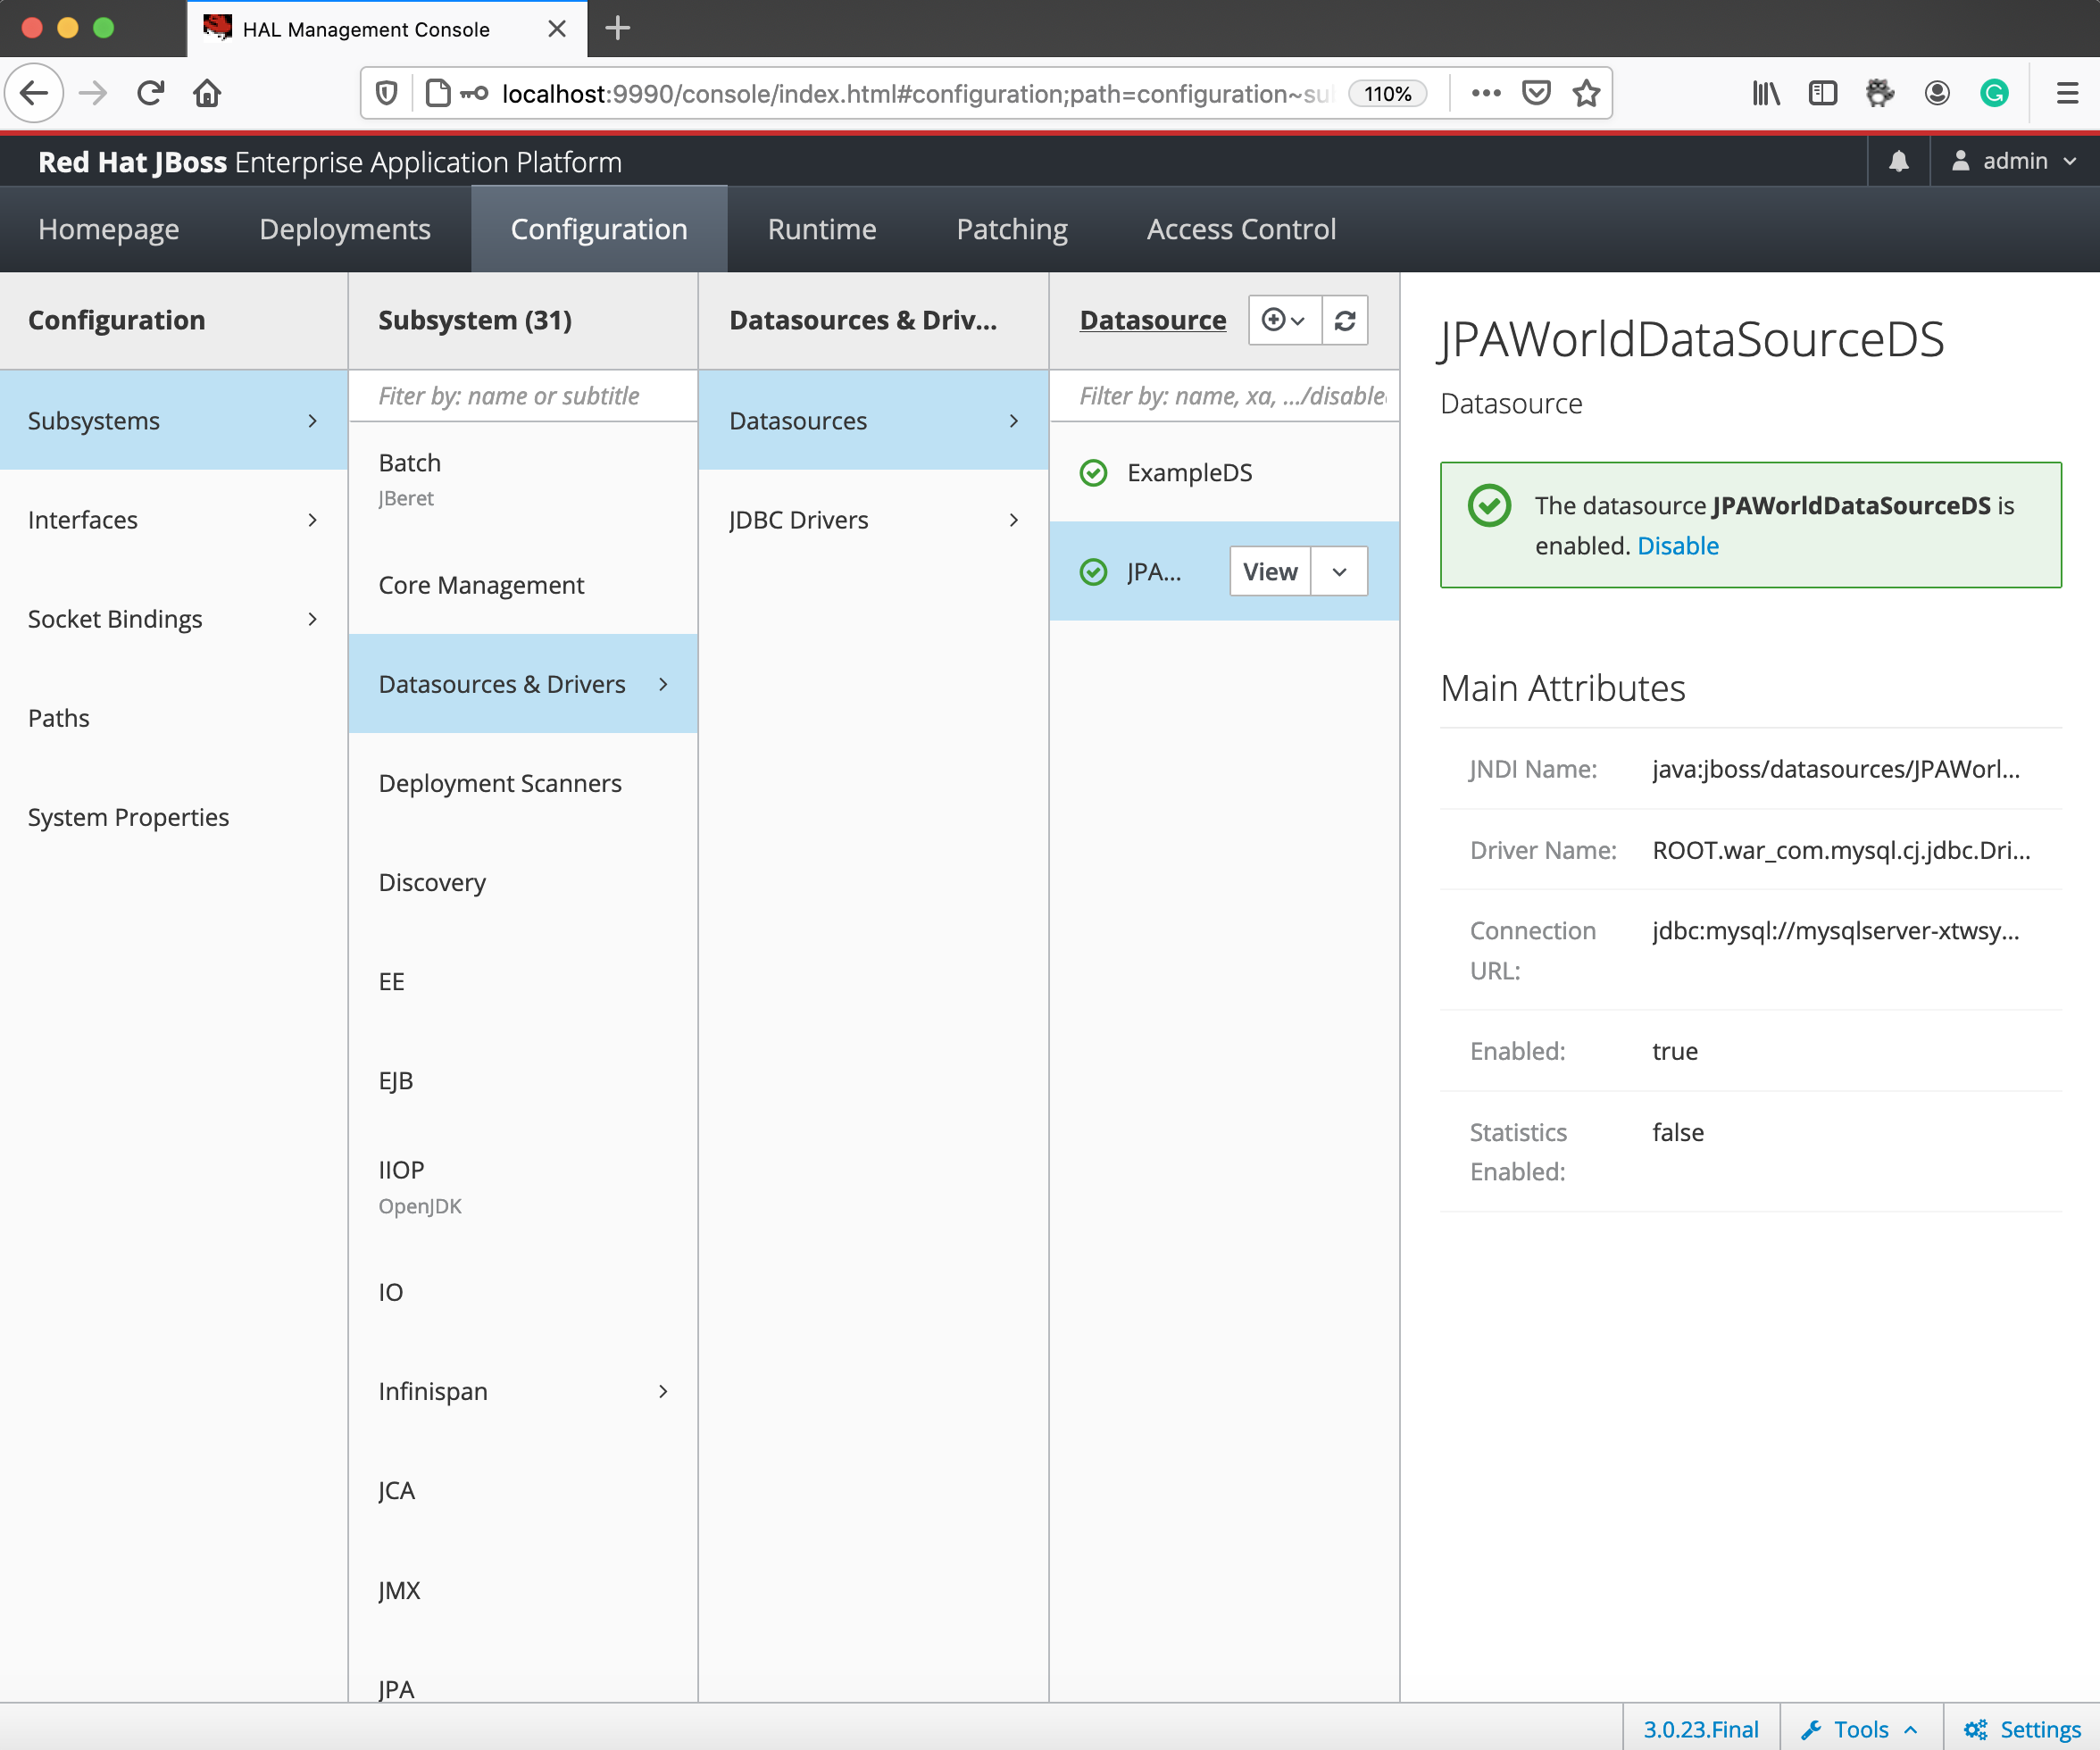 HAL Management Console
localhost:9990/console/index.html#configuration;path=configuration~su
110%
Red Hat JBoss Enterprise Application Platform
admin
Homepage
Deployments
Configuration
Runtime
Patching
Access Control
Configuration
Subsystems
Interfaces
Socket Bindings
Paths
System Properties
Subsystem (31)
Fiter by: name or subtitle
Batch
JBeret
Core Management
Datasources & Drivers
Deployment Scanners
Discovery
EE
EJB
IIOP
OpenJDK
IO
Infinispan
JCA
JMX
JPA
Datasources & Driv...
Datasources
JDBC Drivers
Datasource
Filter by: name, xa, .../disable
ExampleDS
JPA...
View
JPAWorldDataSourceDS
Datasource
The datasource JPAWorldDataSourceDS is
enabled. Disable
Main Attributes
JNDI Name: java:jboss/datasources/JPAWorl...
Driver Name: ROOT.war_com.mysql.cj.jdbc.Dri...
Connection jdbc:mysql://mysqlserver-xtwsy...
URL:
Enabled: true
Statistics false
Enabled:
3.0.23.Final
Tools
Settings